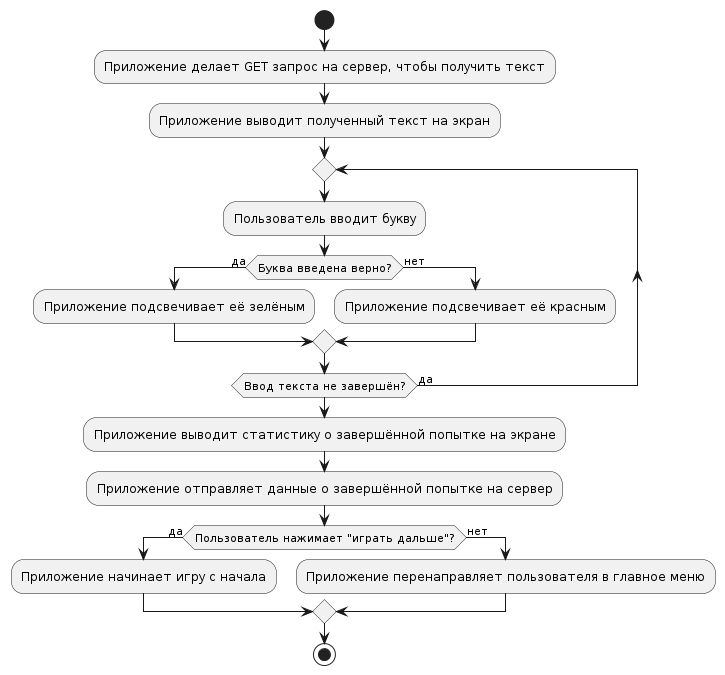 Приложение делает GET запрос на сервер, чтобы получить текст
Приложение выводит полученный текст на экран
Пользователь вводит букву
да
Буква введена верно?
нет
Приложение подсвечивает её зелёным
Приложение подсвечивает её красным
Ввод текста не завершён?
да
Приложение выводит статистику о завершённой попытке на экране
Приложение отправляет данные о завершённой попытке на сервер
да
Пользователь нажимает "играть дальше"?
нет
Приложение начинает игру с начала
Приложение перенаправляет пользователя в главное меню